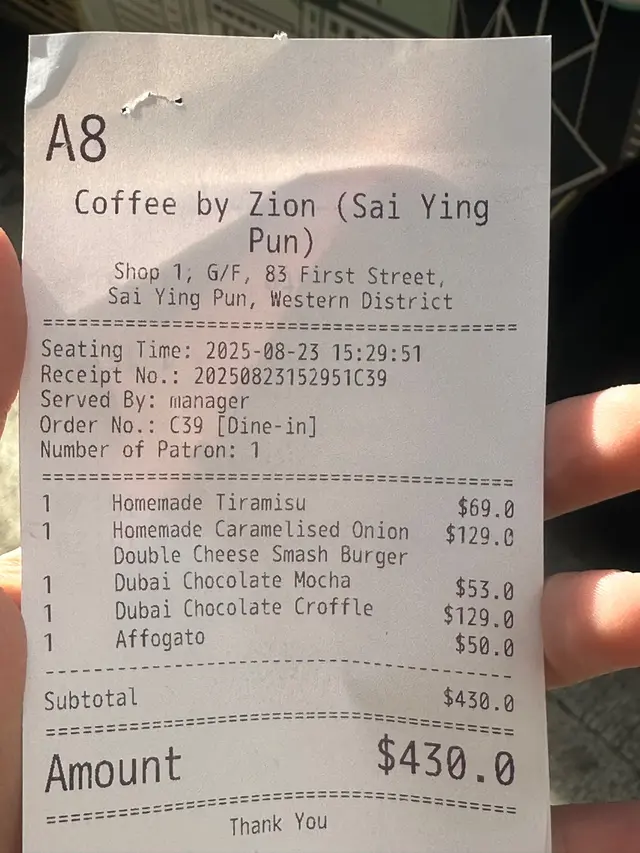 A8
Coffee by Zion (Sai Ying
Pun)
Shop 1, G/F, 83 First Street,
Sai Ying Pun, Western District
================================================
Seating Time: 2025-08-23 15:29:51
Receipt No.: 20250823152951C39
Served By: manager
Order No.: C39 [Dine-in]
Number of Patron: 1
================================================
1 Homemade Tiramisu $69.0
1 Homemade Caramelised Onion $129.0
Double Cheese Smash Burger
1 Dubai Chocolate Mocha $53.0
1 Dubai Chocolate Croffle $129.0
1 Affogato $50.0
------------------------------------------------
Subtotal $430.0
================================================
Amount $430.0
================================================
Thank You